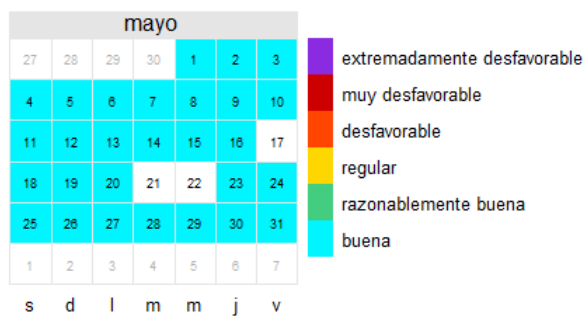 mayo
27 28 29 30 1 2 3
4 5 6 7 8 9 10
11 12 13 14 15 16 17
18 19 20 21 22 23 24
25 26 27 28 29 30 31
1 2 3 4 5 6 7
s d l m m j v
extremadamente desfavorable
muy desfavorable
desfavorable
regular
razonablemente buena
buena